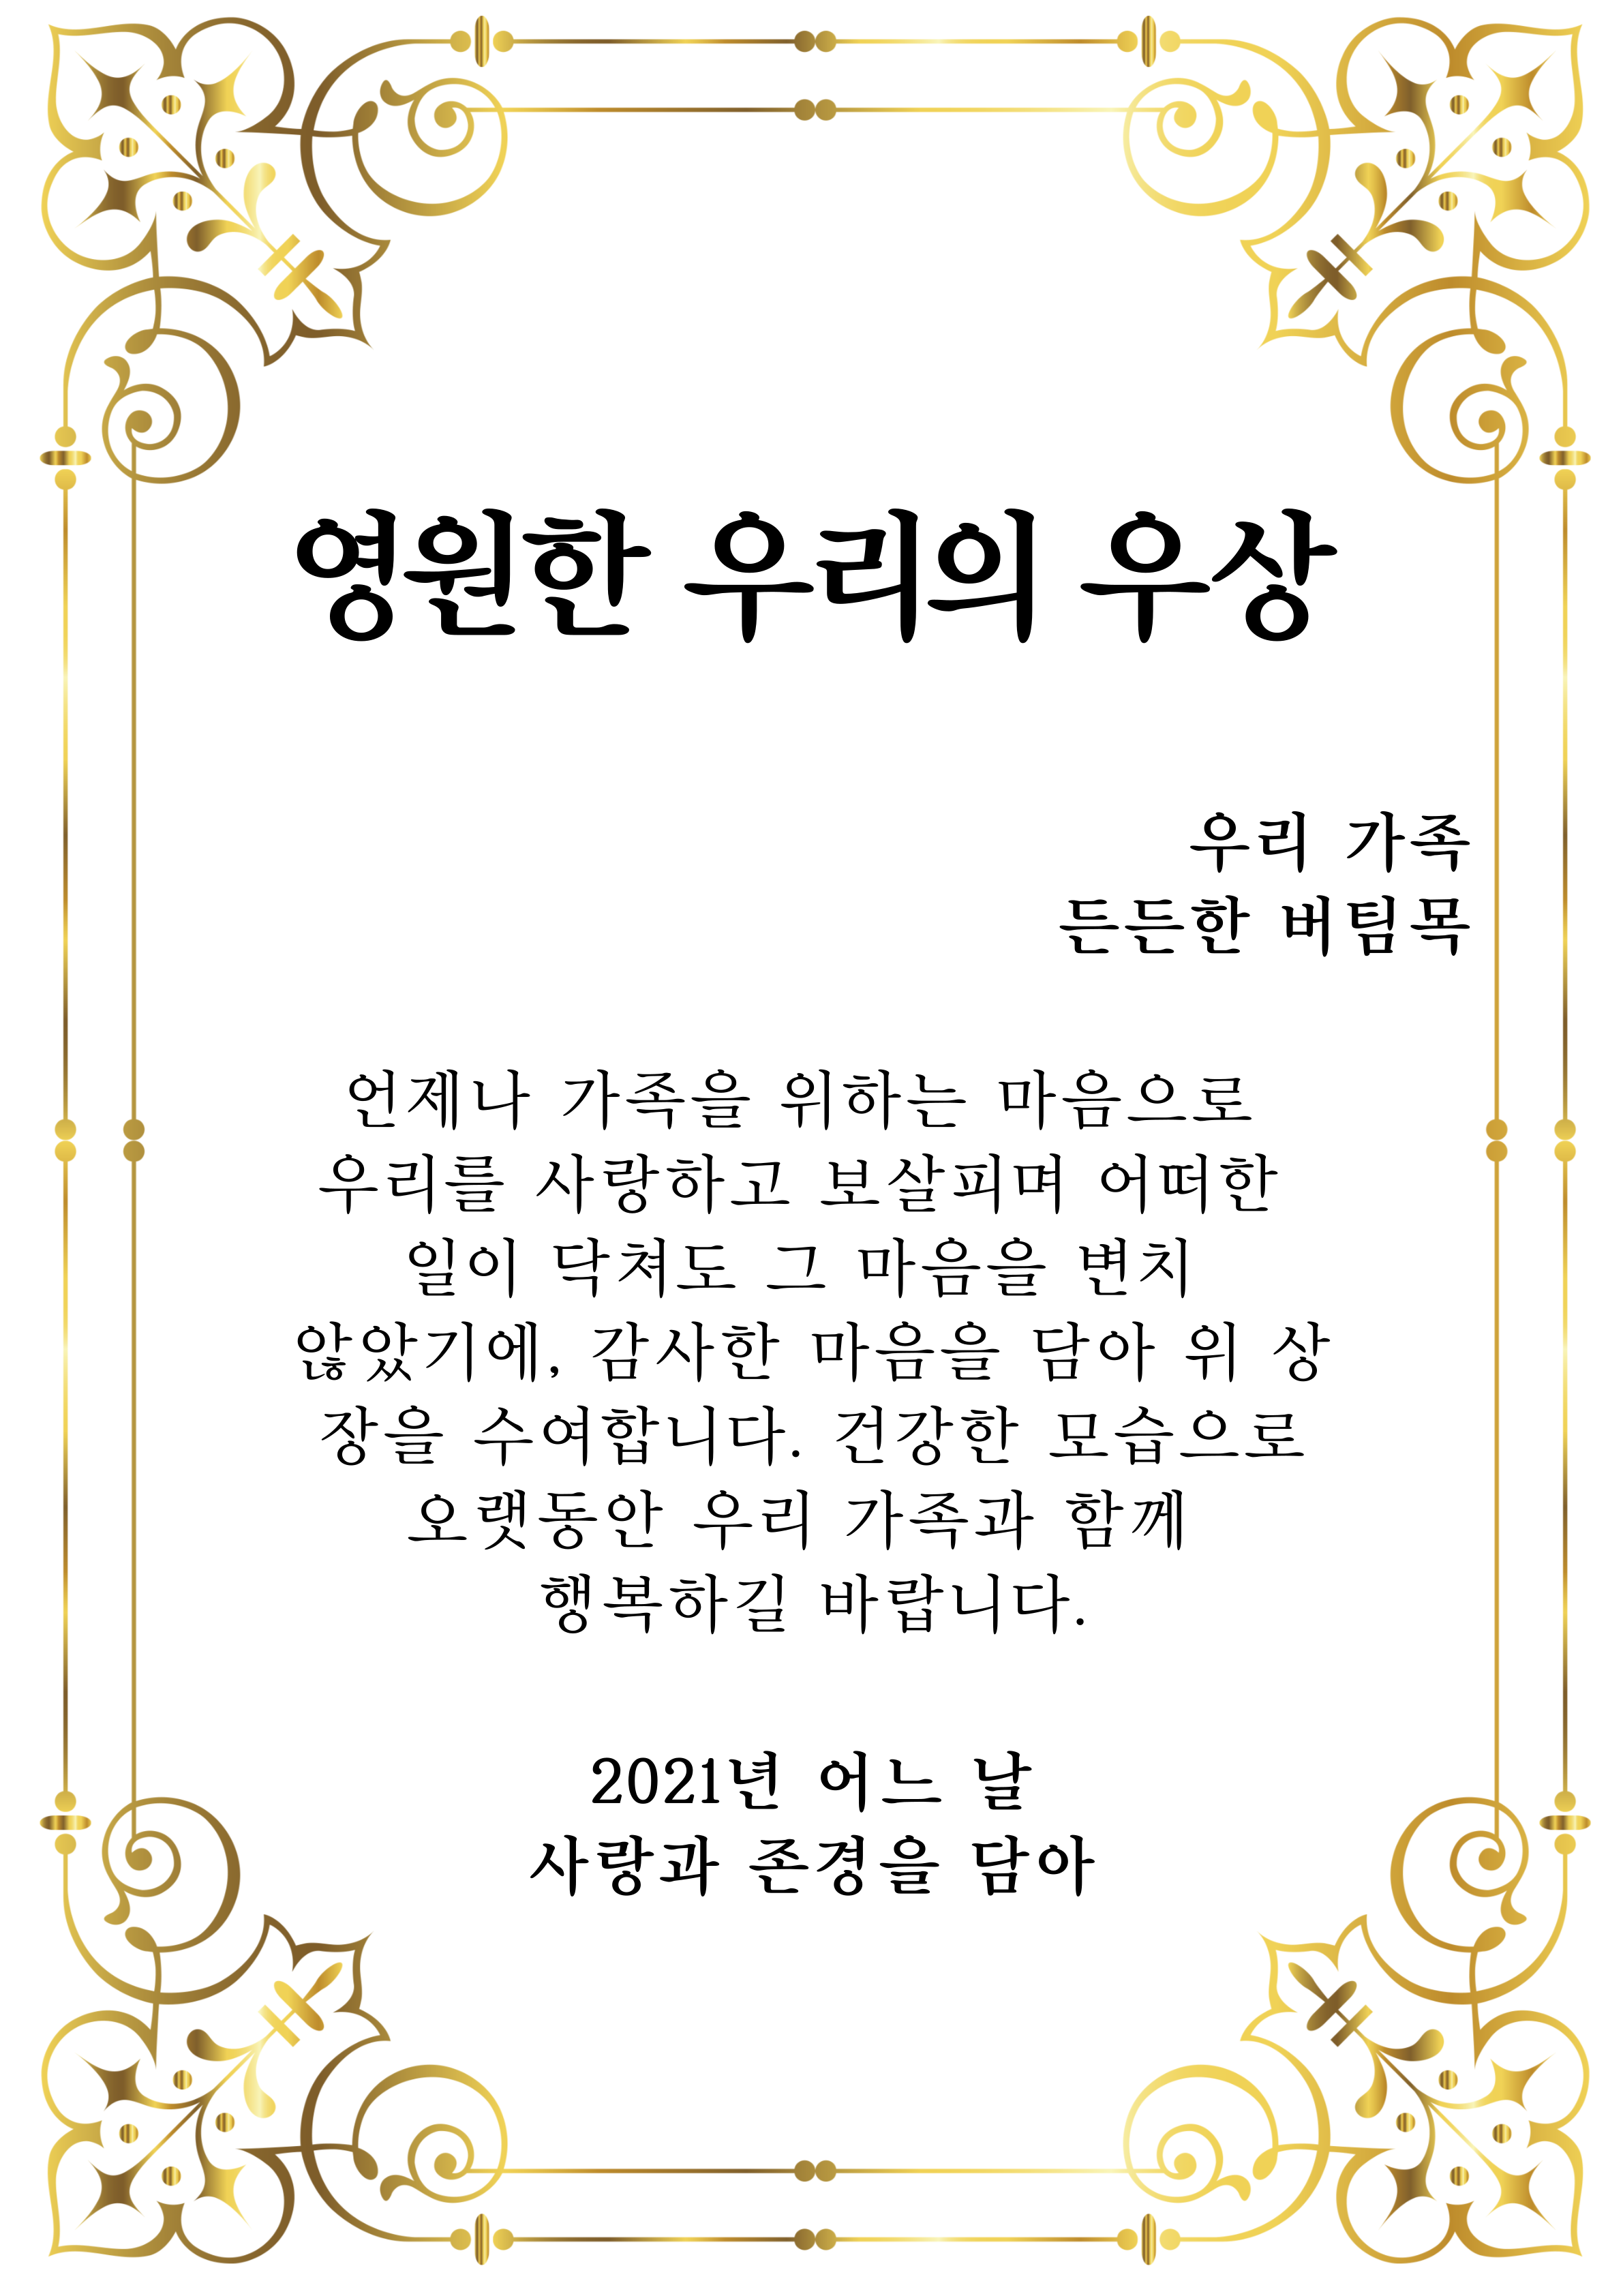 영원한 우리의 우상
우리 가족
든든한 버팀목
언제나 가족을 위하는 마음으로
우리를 사랑하고 보살피며 어떠한
일이 닥쳐도 그 마음을 변치
않았기에, 감사한 마음을 담아 위 상
장을 수여합니다. 건강한 모습으로
오랫동안 우리 가족과 함께
행복하길 바랍니다.
2021년 어느 날
사랑과 존경을 담아